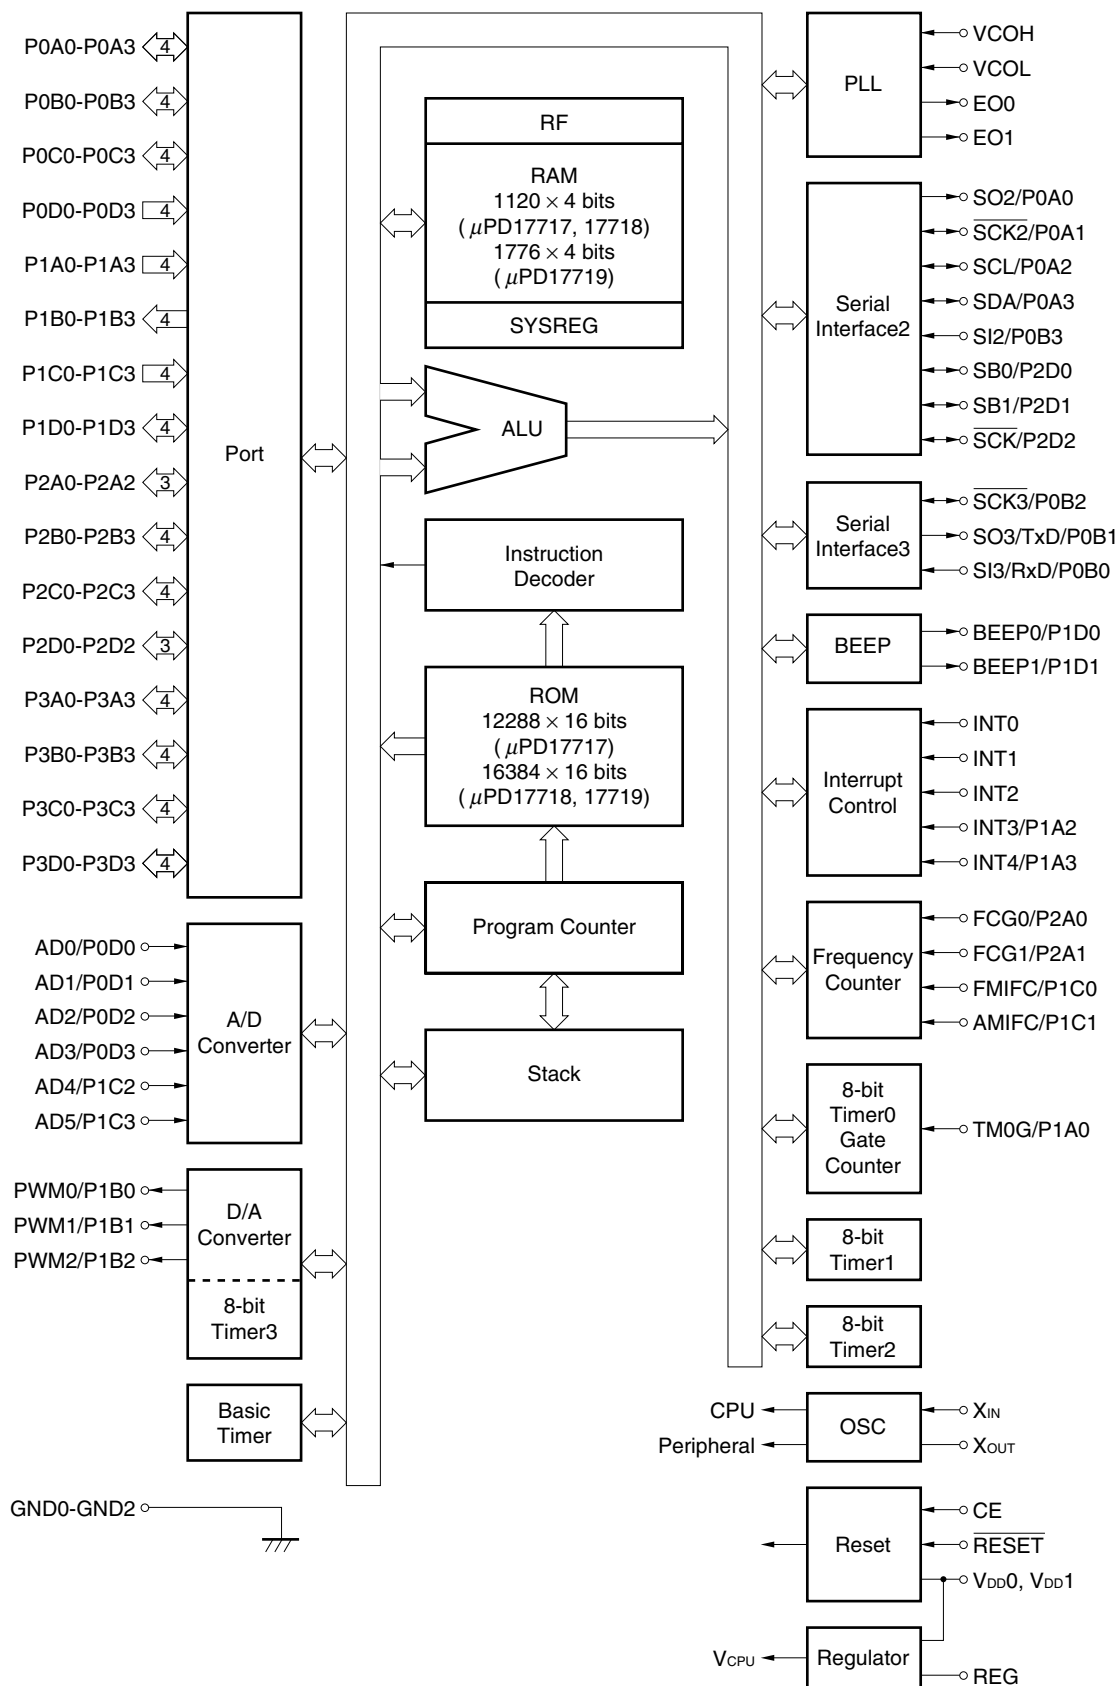 P0A0-P0A3
4
P0B0-P0B3
4
P0C0-P0C3
4
P0D0-P0D3
4
P1A0-P1A3
4
P1B0-P1B3
4
P1C0-P1C3
4
P1D0-P1D3
4
P2A0-P2A2
3
P2B0-P2B3
4
P2C0-P2C3
4
P2D0-P2D2
3
P3A0-P3A3
4
P3B0-P3B3
4
P3C0-P3C3
4
P3D0-P3D3
4
Port
AD0/P0D0
AD1/P0D1
AD2/P0D2
AD3/P0D3
AD4/P1C2
AD5/P1C3
A/D
Converter
PWM0/P1B0
PWM1/P1B1
PWM2/P1B2
D/A
Converter
8-bit
Timer3
Basic
Timer
GND0-GND2
RF
RAM
1120 × 4 bits
(μPD17717, 17718)
1776 × 4 bits
(μPD17719)
SYSREG
ALU
Instruction
Decoder
ROM
12288 × 16 bits
(μPD17717)
16384 × 16 bits
(μPD17718, 17719)
Program Counter
Stack
PLL
VCOH
VCOL
EO0
EO1
Serial
Interface2
SO2/P0A0
S̅C̅K̅2̅/P0A1
SCL/P0A2
SDA/P0A3
SI2/P0B3
SB0/P2D0
SB1/P2D1
S̅C̅K̅/P2D2
Serial
Interface3
S̅C̅K̅3̅/P0B2
SO3/TxD/P0B1
SI3/RxD/P0B0
BEEP
BEEP0/P1D0
BEEP1/P1D1
Interrupt
Control
INT0
INT1
INT2
INT3/P1A2
INT4/P1A3
Frequency
Counter
FCG0/P2A0
FCG1/P2A1
FMIFC/P1C0
AMIFC/P1C1
8-bit
Timer0
Gate
Counter
TM0G/P1A0
8-bit
Timer1
8-bit
Timer2
CPU
Peripheral
OSC
XIN
XOUT
Reset
CE
R̅E̅S̅E̅T̅
VDD0, VDD1
VCPU
Regulator
REG